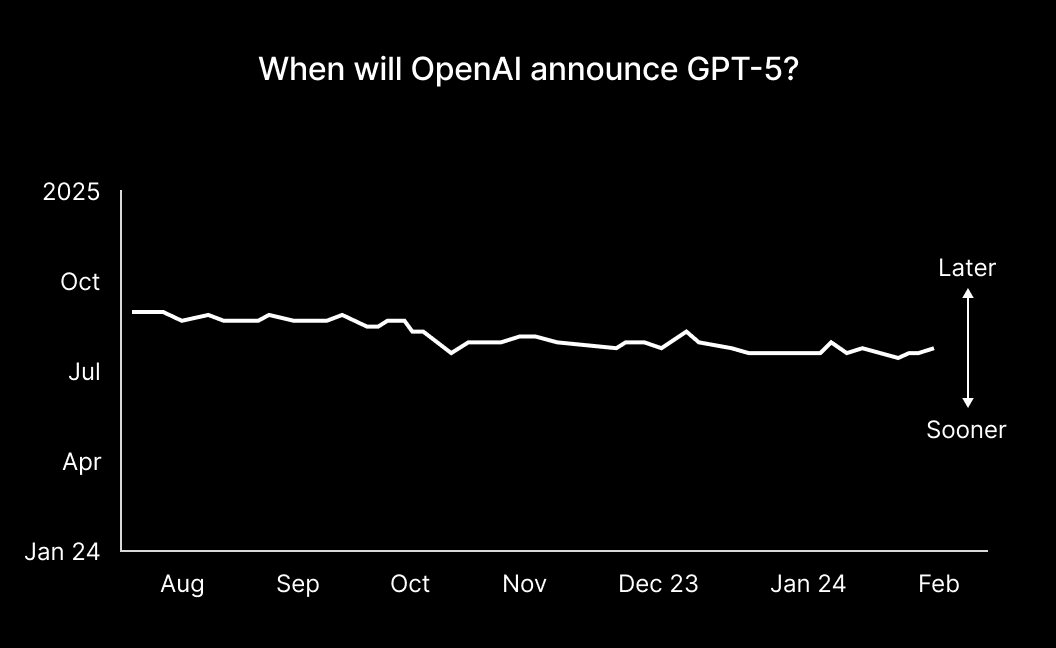 When will OpenAI announce GPT-5?
2025
Oct
Jul
Apr
Jan 24
Later
Sooner
Aug Sep Oct Nov Dec 23 Jan 24 Feb